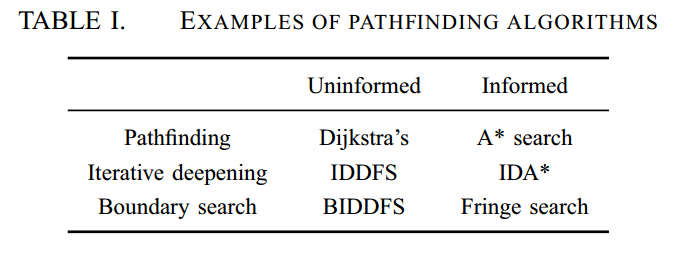 TABLE I. EXAMPLES OF PATHFINDING ALGORITHMS
Uninformed Informed
Pathfinding Dijkstra's A* search
Iterative deepening IDDFS IDA*
Boundary search BIDDFS Fringe search